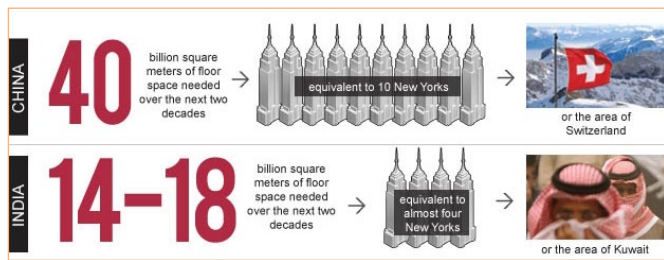 CHINA
40
billion square
meters of floor
space needed
over the next two
decades
equivalent to 10 New Yorks
or the area of
Switzerland
INDIA
14–18
billion square
meters of floor
space needed
over the next two
decades
equivalent to
almost four
New Yorks
or the area of Kuwait